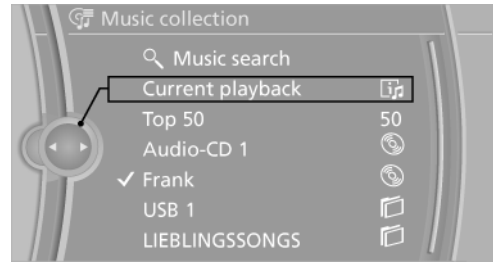 Music collection
Music search
Current playback
Top 50 50
Audio-CD 1
Frank
USB 1
LIEBLINGSSONGS